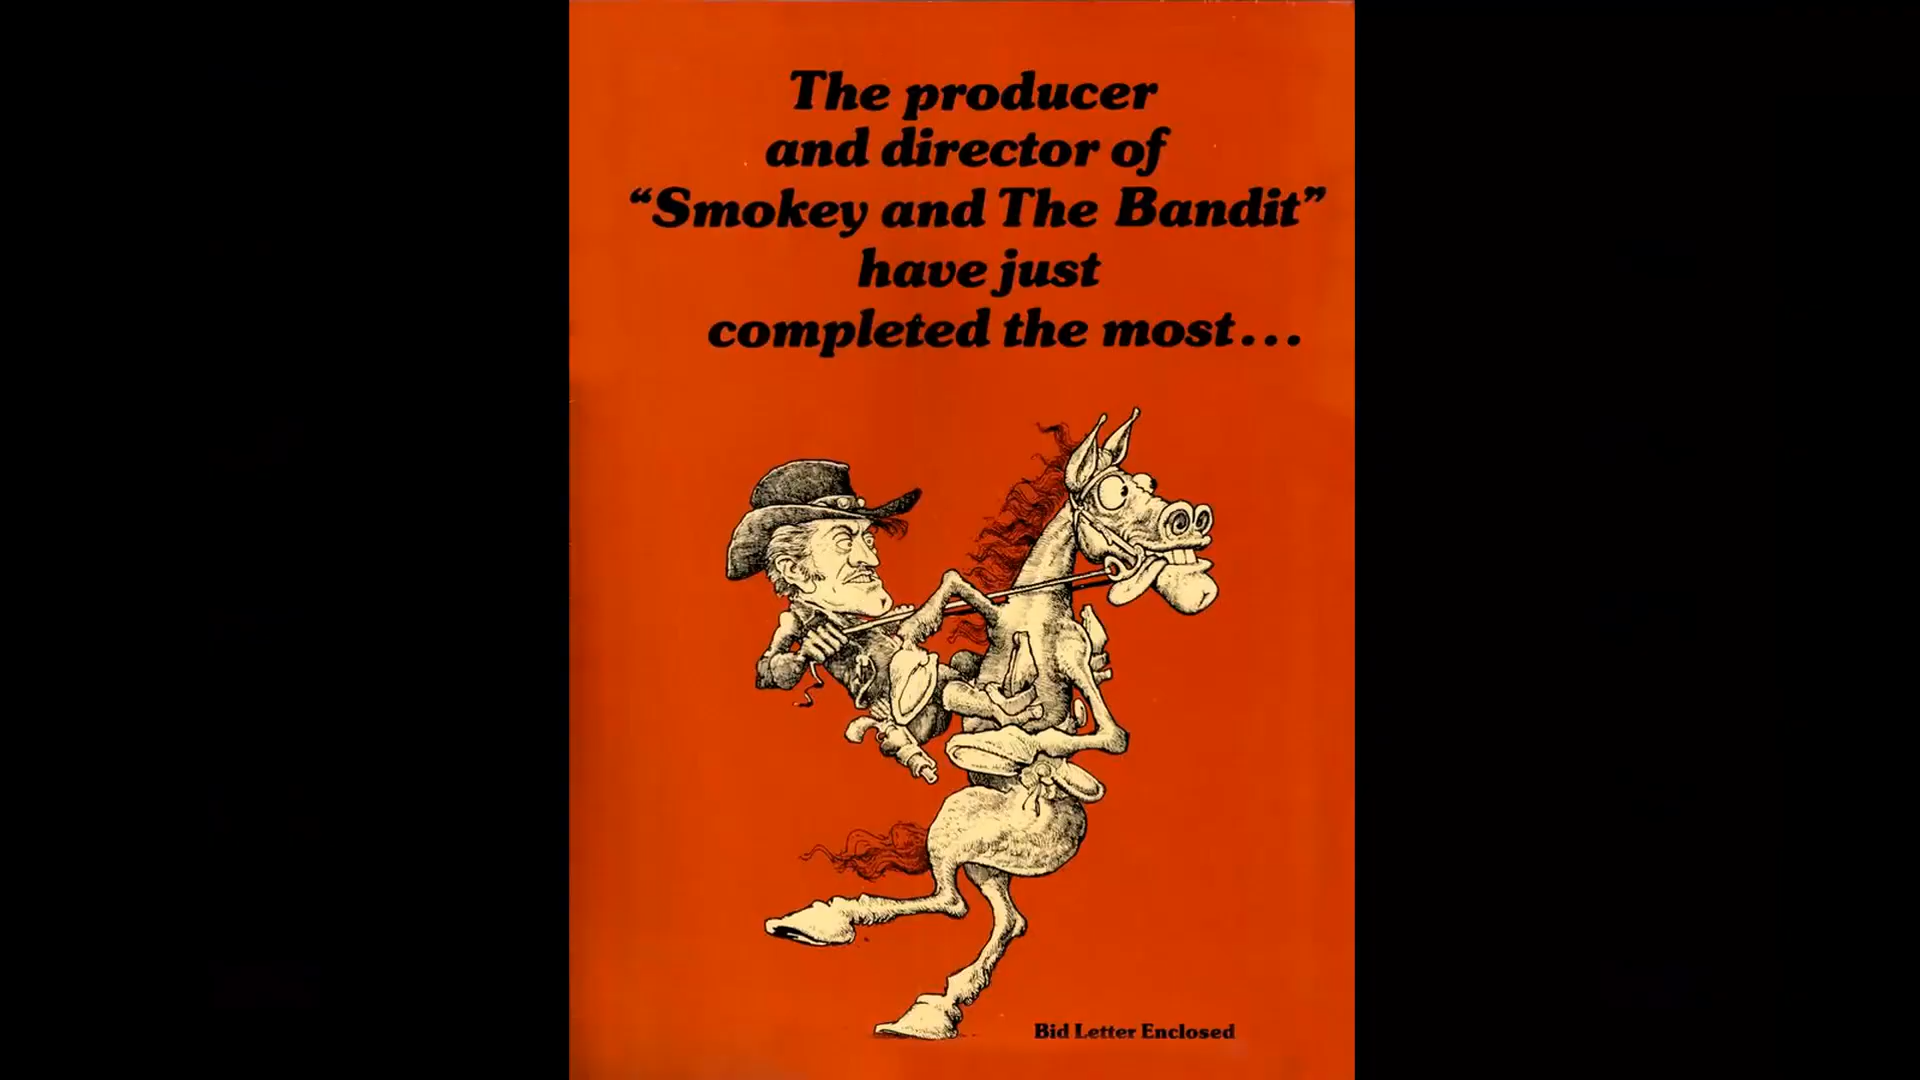 The producer
and director of
“Smokey and The Bandit”
have just
completed the most...
Bid Letter Enclosed